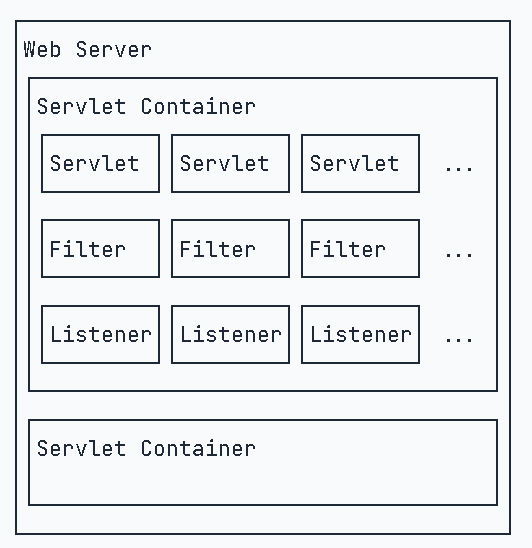 Web Server
Servlet Container
Servlet Servlet Servlet ...
Filter Filter Filter ...
Listener Listener Listener ...
Servlet Container